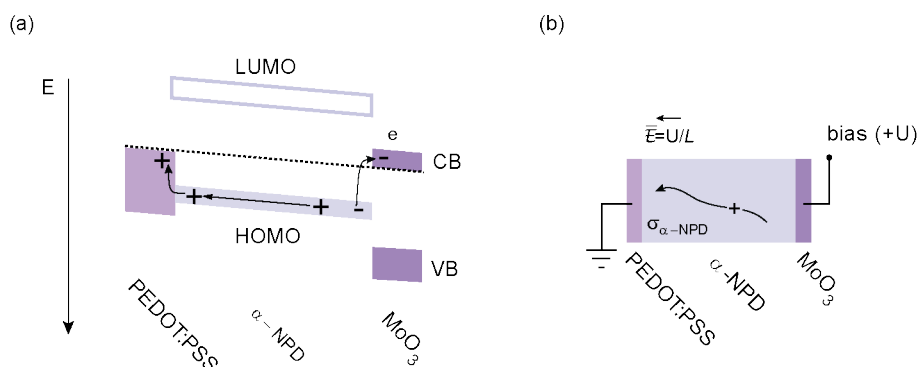 (a)
E
LUMO
e
CB
+
-
+
+
-
HOMO
VB
PEDOT:PSS
α – NPD
MoO3
(b)
E=U/L
bias (+U)
+
σα–NPD
PEDOT:PSS
α-NPD
MoO3